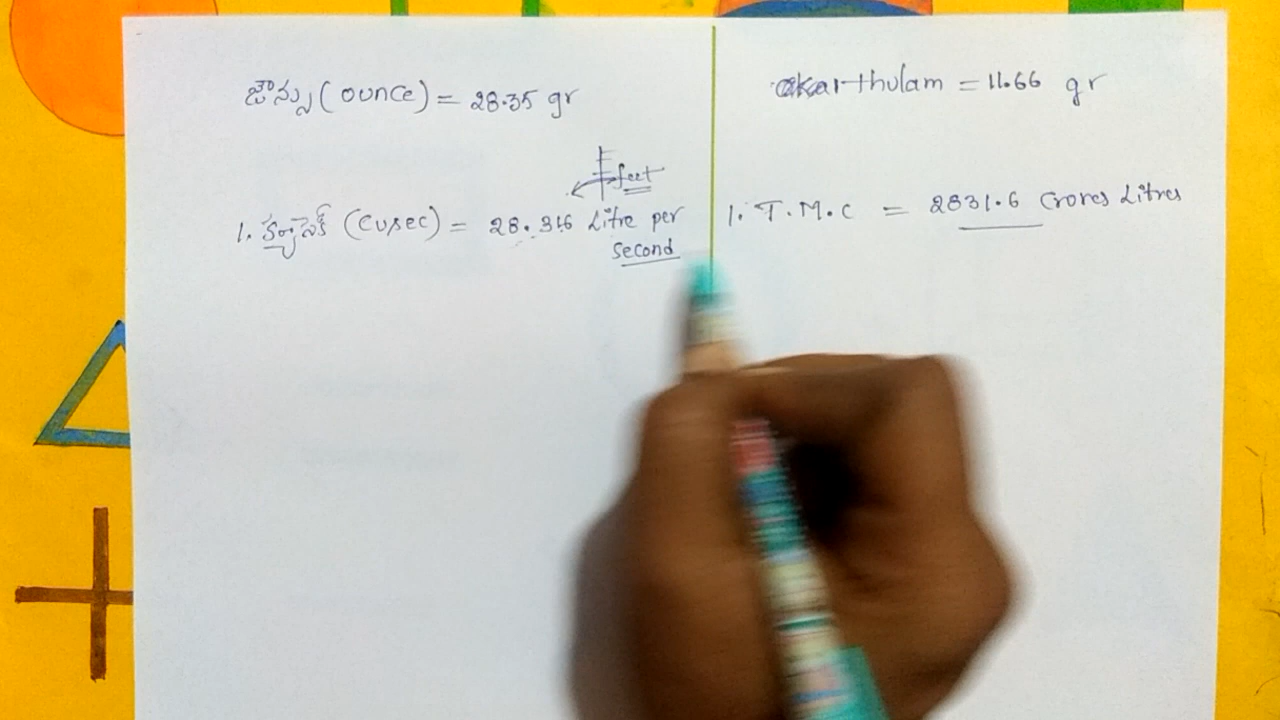 ఔన్సు (ounce) = 28.35 gr
feet
1. క్యూసెక్ (cusec) = 28.316 Litre per
second
akarthulam = 11.66 gr
1. T.M.C = 2831.6 Crores Litres